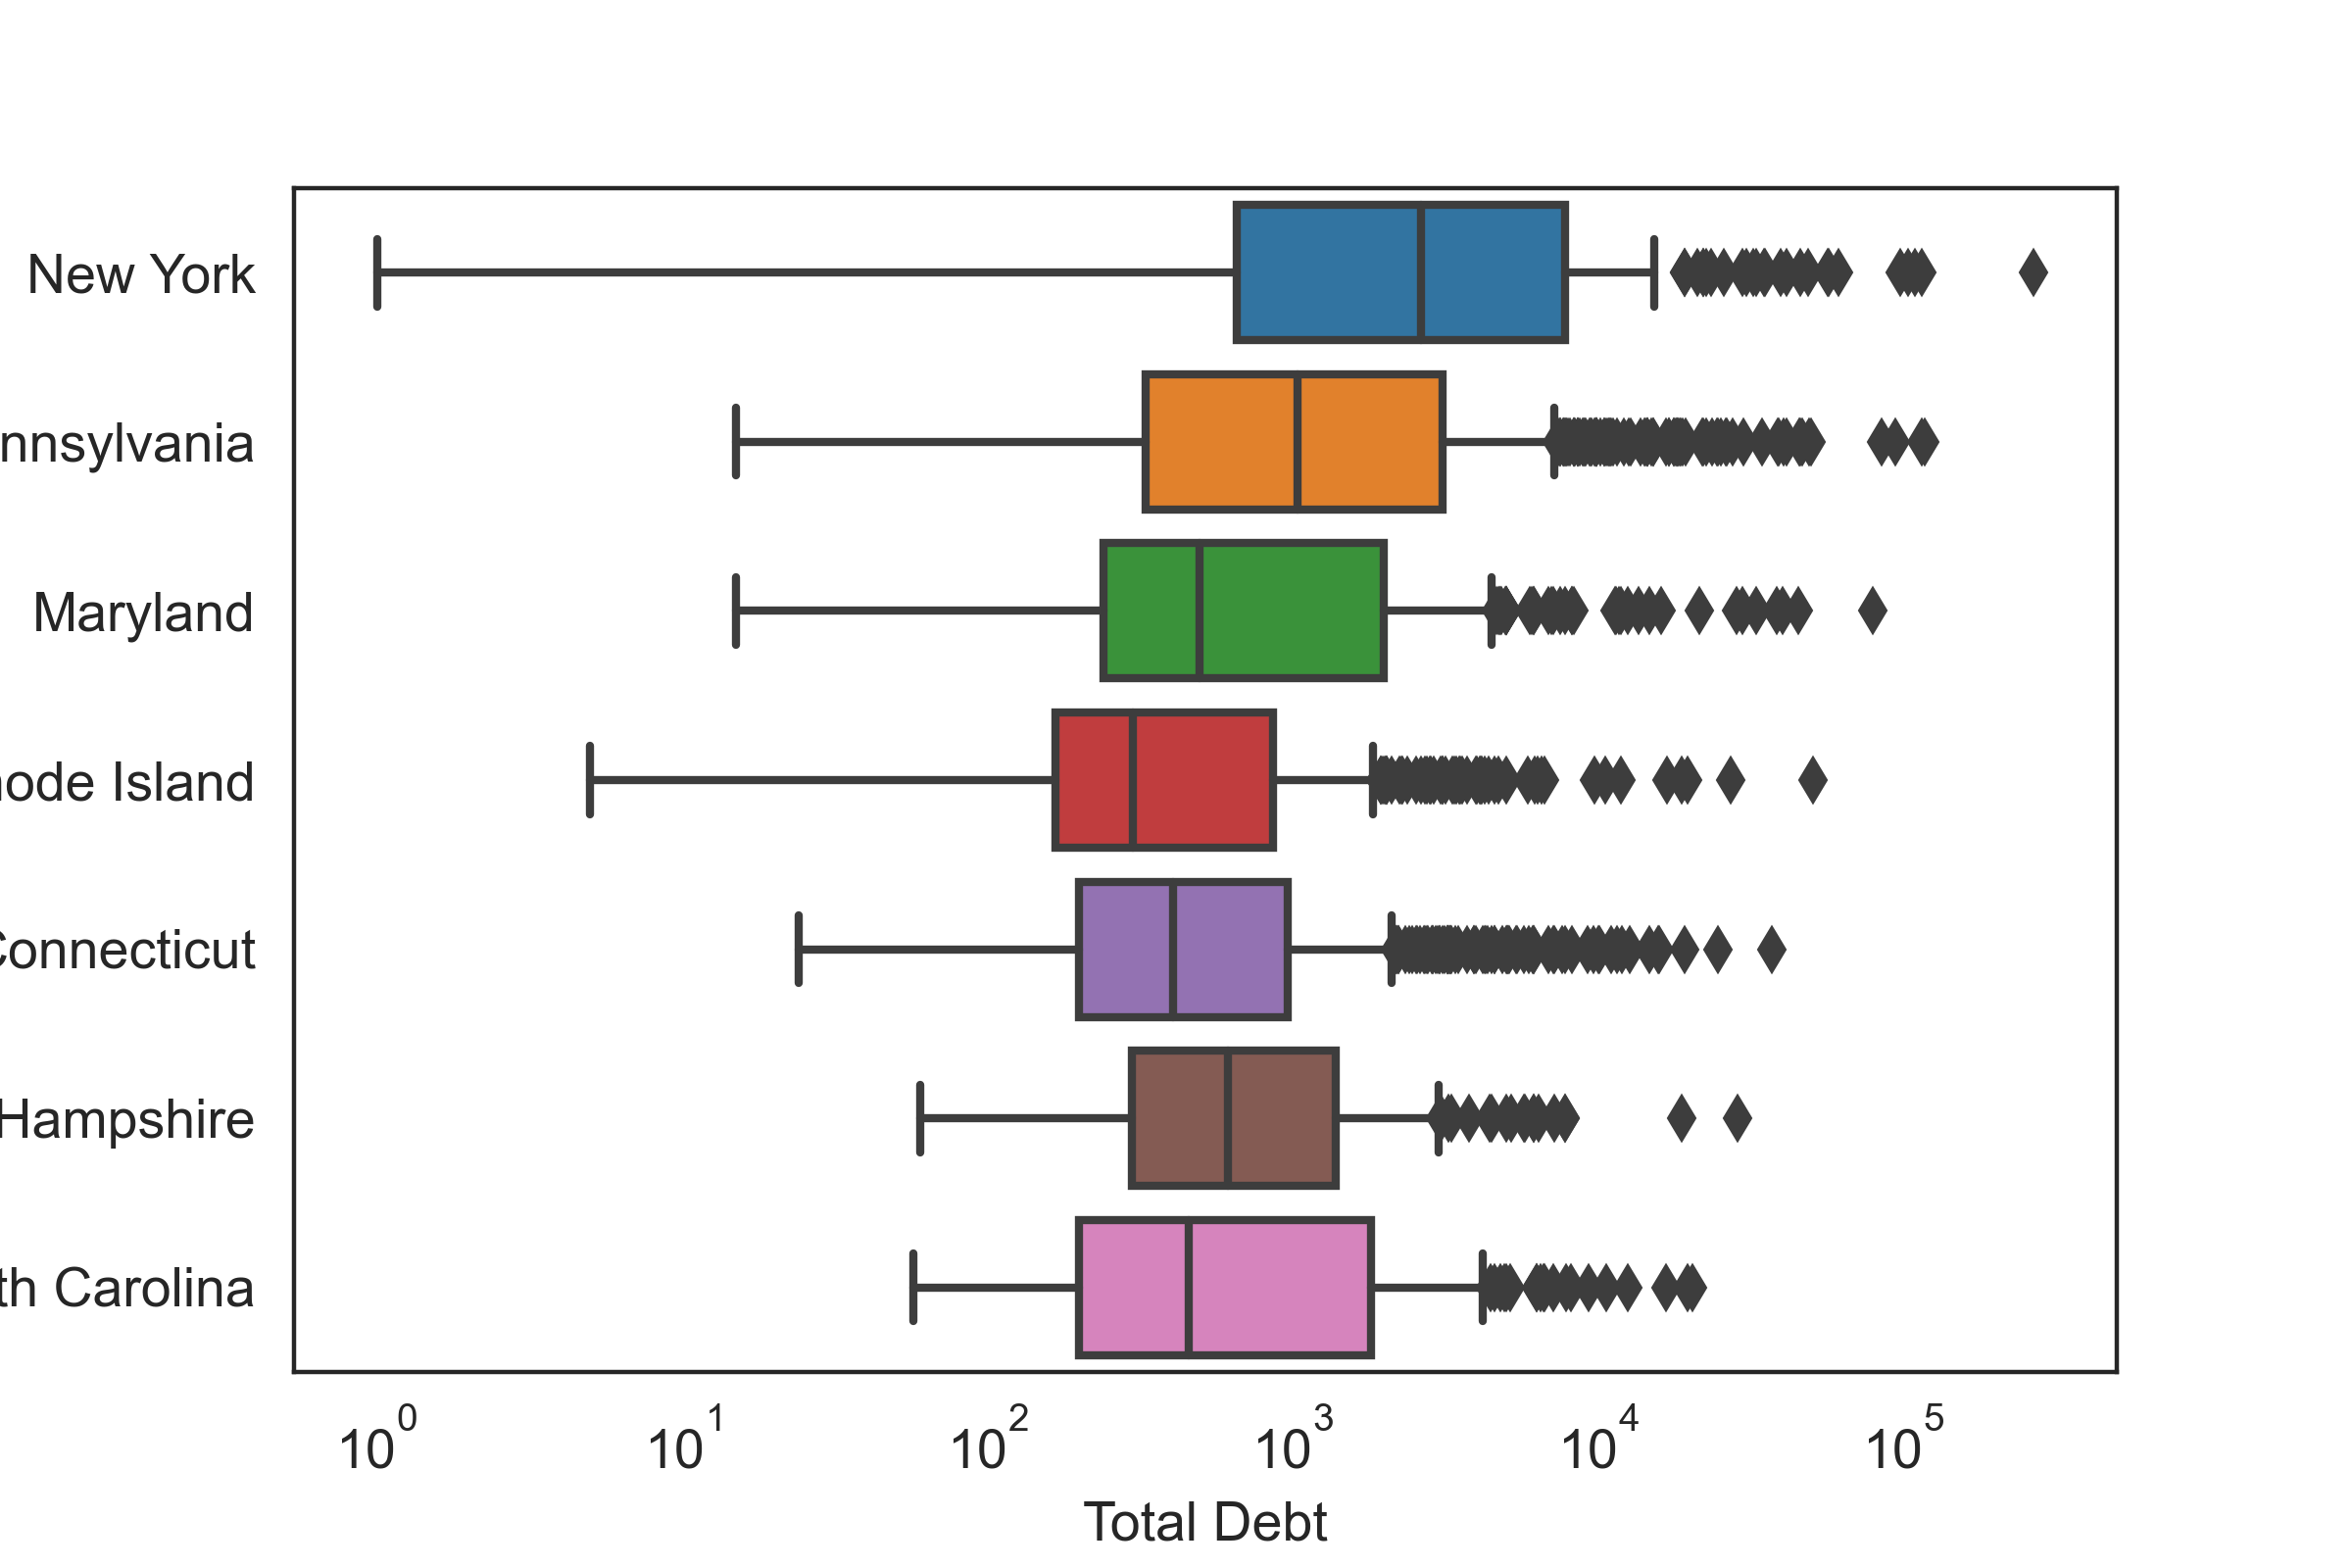 New York
nnsylvania
Maryland
ode Island
Connecticut
Hampshire
th Carolina
10^0 10^1 10^2 10^3 10^4 10^5
Total Debt